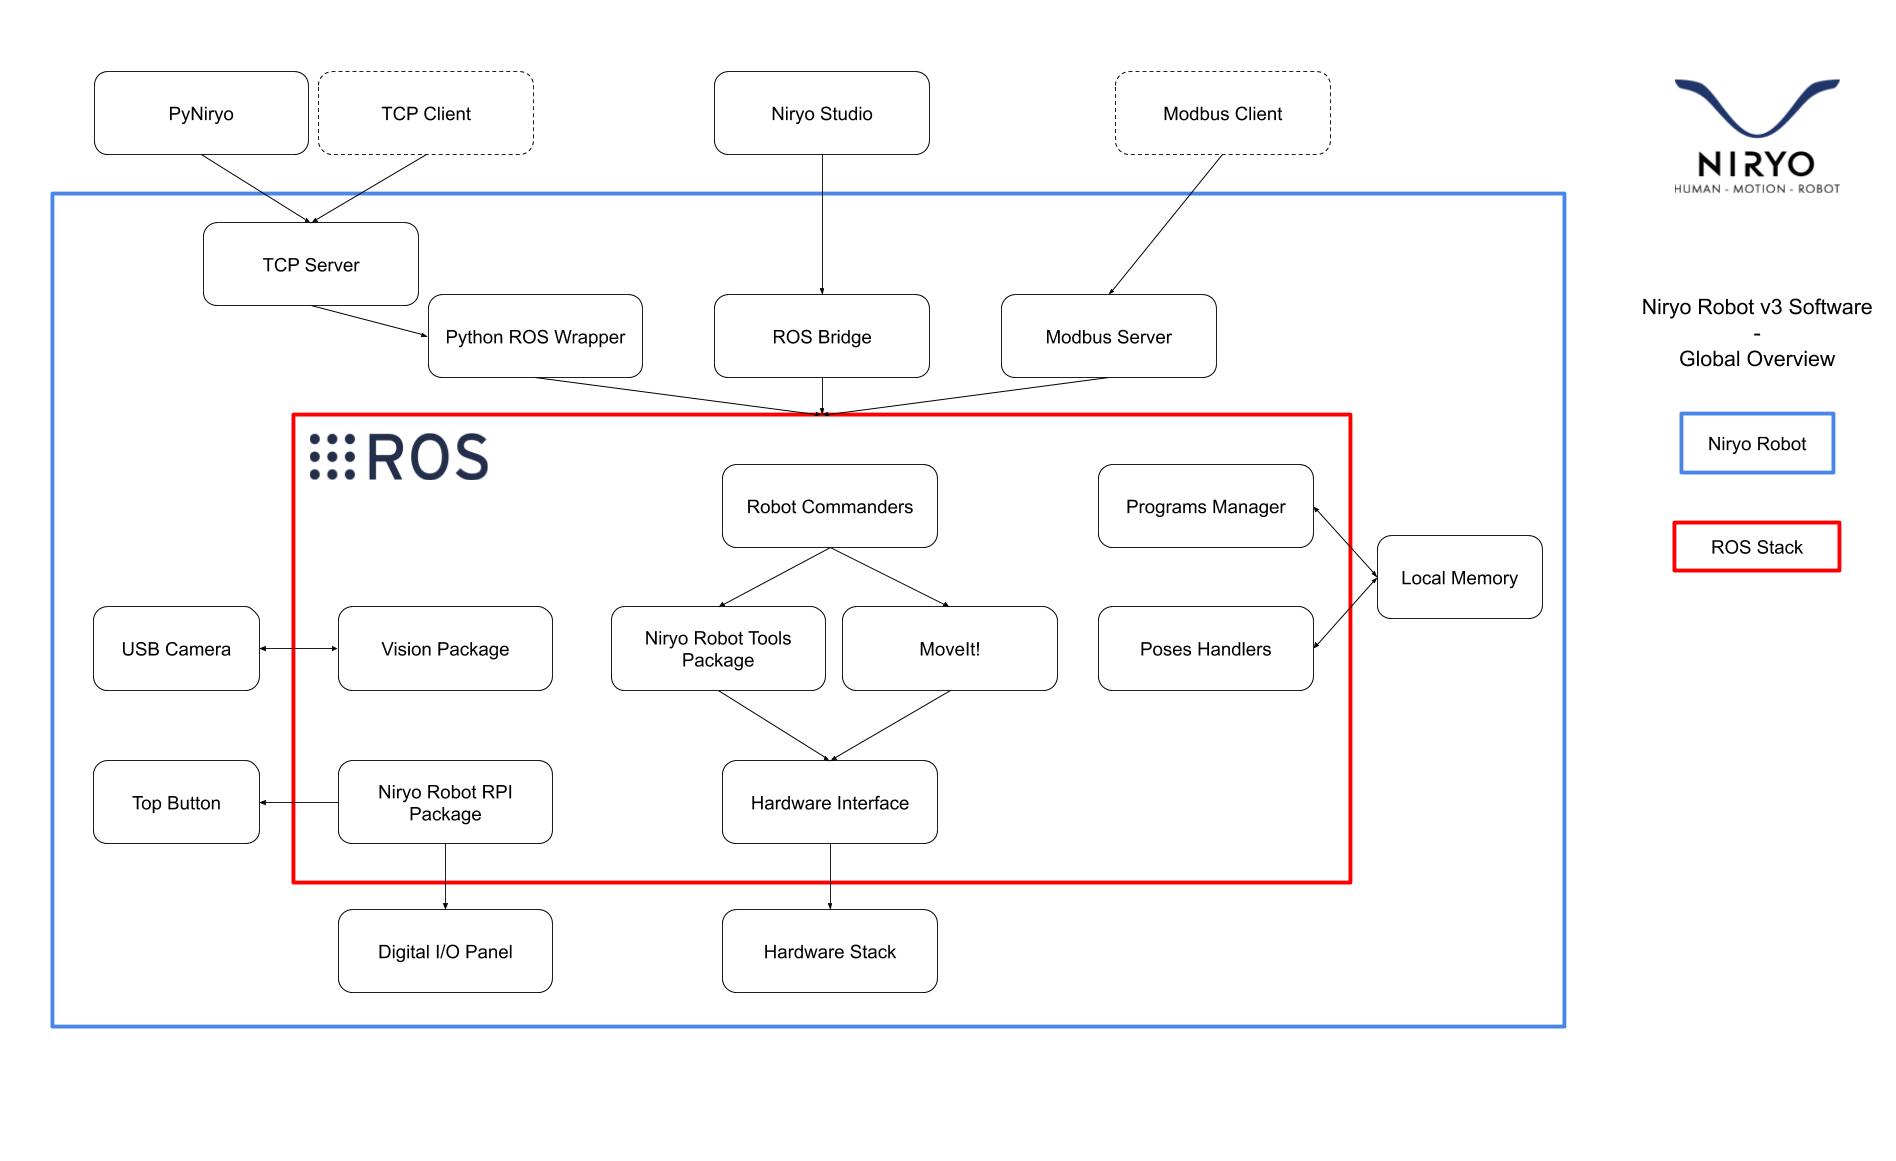 PyNiryo
TCP Client
Niryo Studio
Modbus Client
NIRYO
HUMAN - MOTION - ROBOT
TCP Server
Python ROS Wrapper
ROS Bridge
Modbus Server
Niryo Robot v3 Software
-
Global Overview
Niryo Robot
ROS Stack
ROS
Robot Commanders
Programs Manager
Local Memory
USB Camera
Vision Package
Niryo Robot Tools
Package
MoveIt!
Poses Handlers
Top Button
Niryo Robot RPI
Package
Hardware Interface
Digital I/O Panel
Hardware Stack